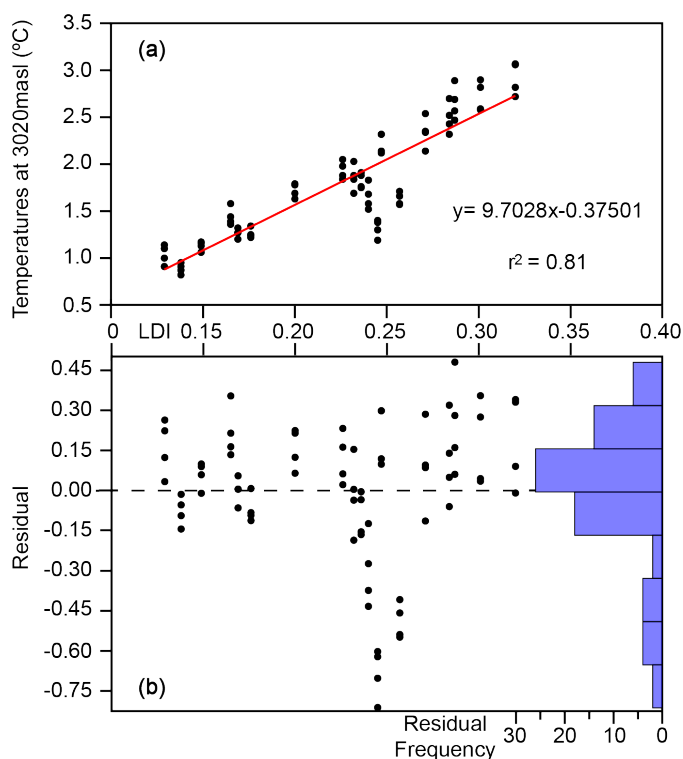 Temperatures at 3020masl (ºC)
3.5
3.0
2.5
2.0
1.5
1.0
0.5
(a)
y= 9.7028x-0.37501
r² = 0.81
0 LDI 0.15 0.20 0.25 0.30 0.35 0.40
Residual
0.45
0.30
0.15
0.00
-0.15
-0.30
-0.45
-0.60
-0.75
(b)
Residual
Frequency
30 20 10 0